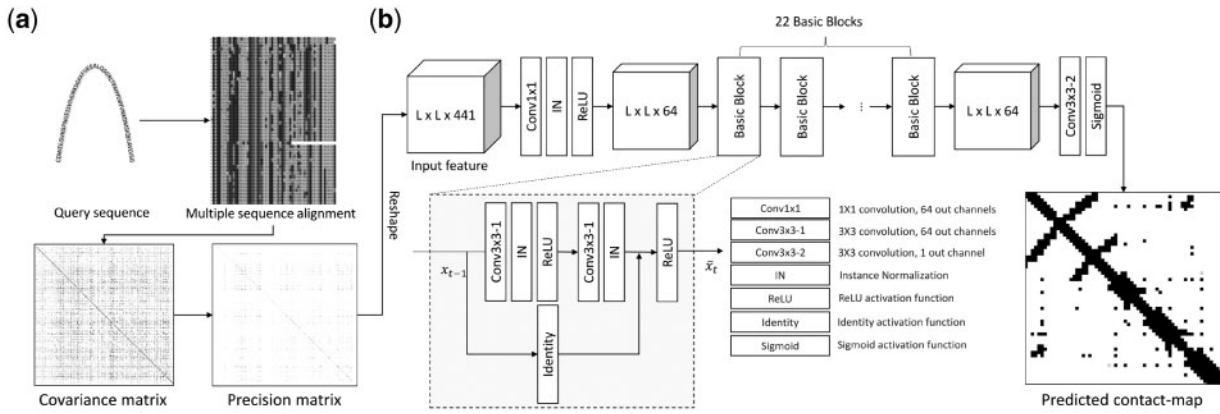 (a)
Query sequence
Multiple sequence alignment
Covariance matrix
Precision matrix
Reshape
(b)
22 Basic Blocks
L x L x 441
Input feature
Conv1x1
IN
ReLU
L x L x 64
Basic Block
Basic Block
...
Basic Block
L x L x 64
Conv3x3-2
Sigmoid
x_{t−1}
Conv3x3-1
IN
ReLU
Conv3x3-1
IN
ReLU
Identity
x̄_t
Conv1x1 1X1 convolution, 64 out channels
Conv3x3-1 3X3 convolution, 64 out channels
Conv3x3-2 3X3 convolution, 1 out channel
IN Instance Normalization
ReLU ReLU activation function
Identity Identity activation function
Sigmoid Sigmoid activation function
Predicted contact-map